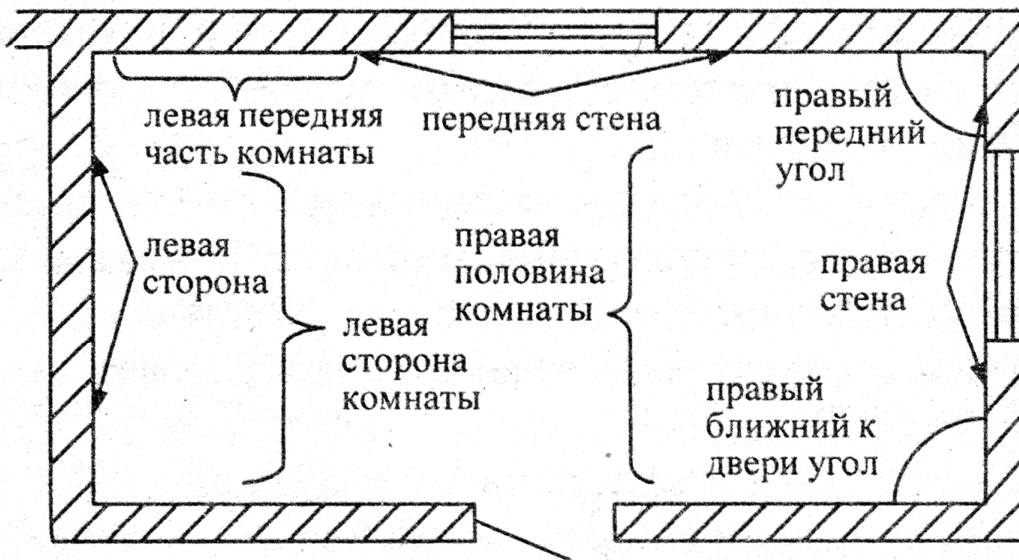 левая передняя
часть комнаты
передняя стена
правый
передний
угол
левая
сторона
левая
сторона
комнаты
правая
половина
комнаты
правая
стена
правый
ближний к
двери угол